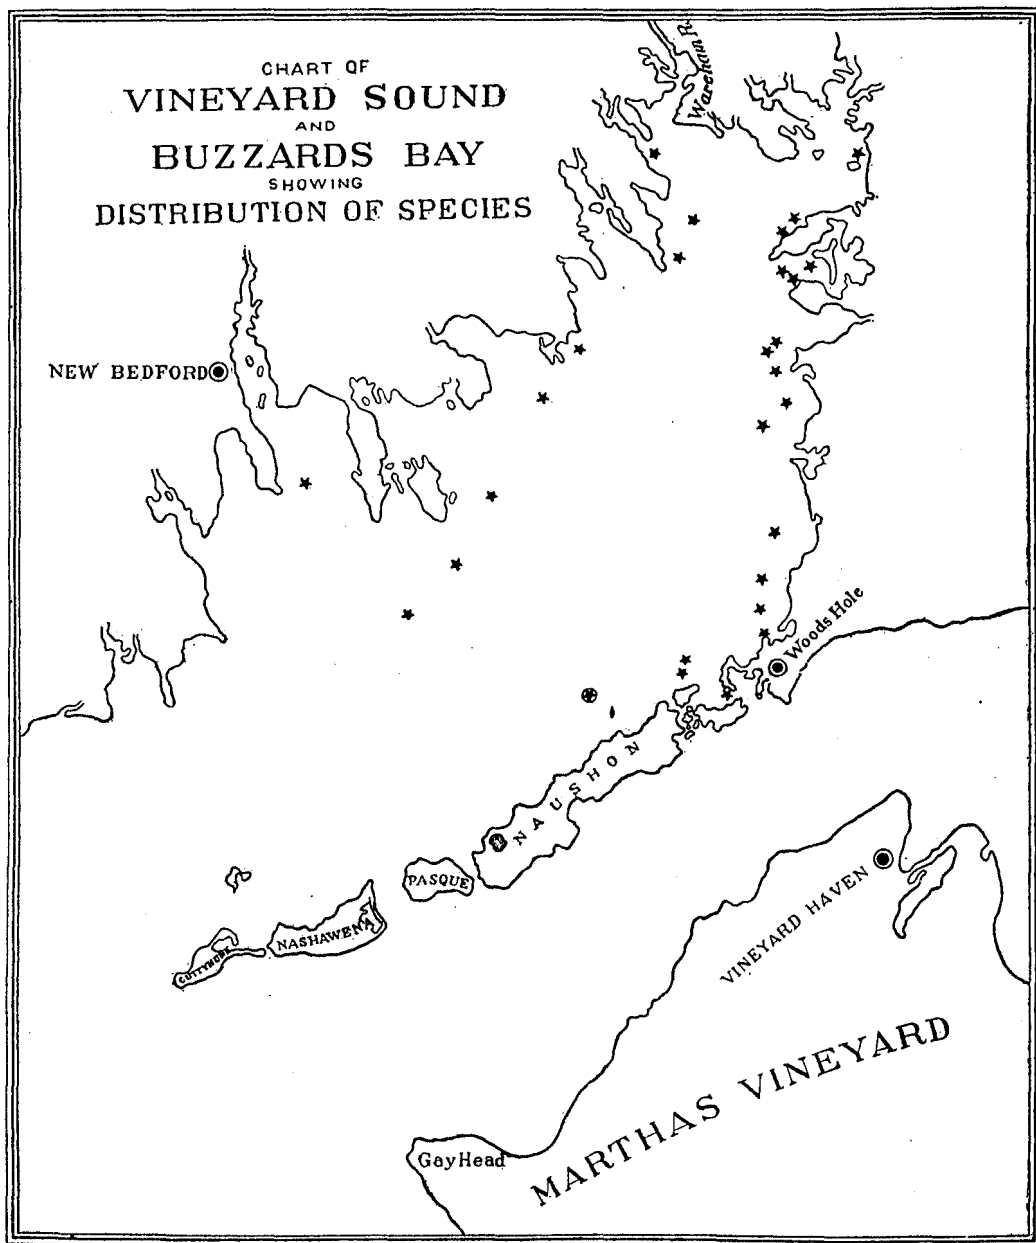 CHART OF
VINEYARD SOUND
AND
BUZZARDS BAY
SHOWING
DISTRIBUTION OF SPECIES
Wareham R.
NEW BEDFORD
Woods Hole
NAUSHON
PASQUE
NASHAWENA
CUTTYHUNK
VINEYARD HAVEN
MARTHAS VINEYARD
Gay Head